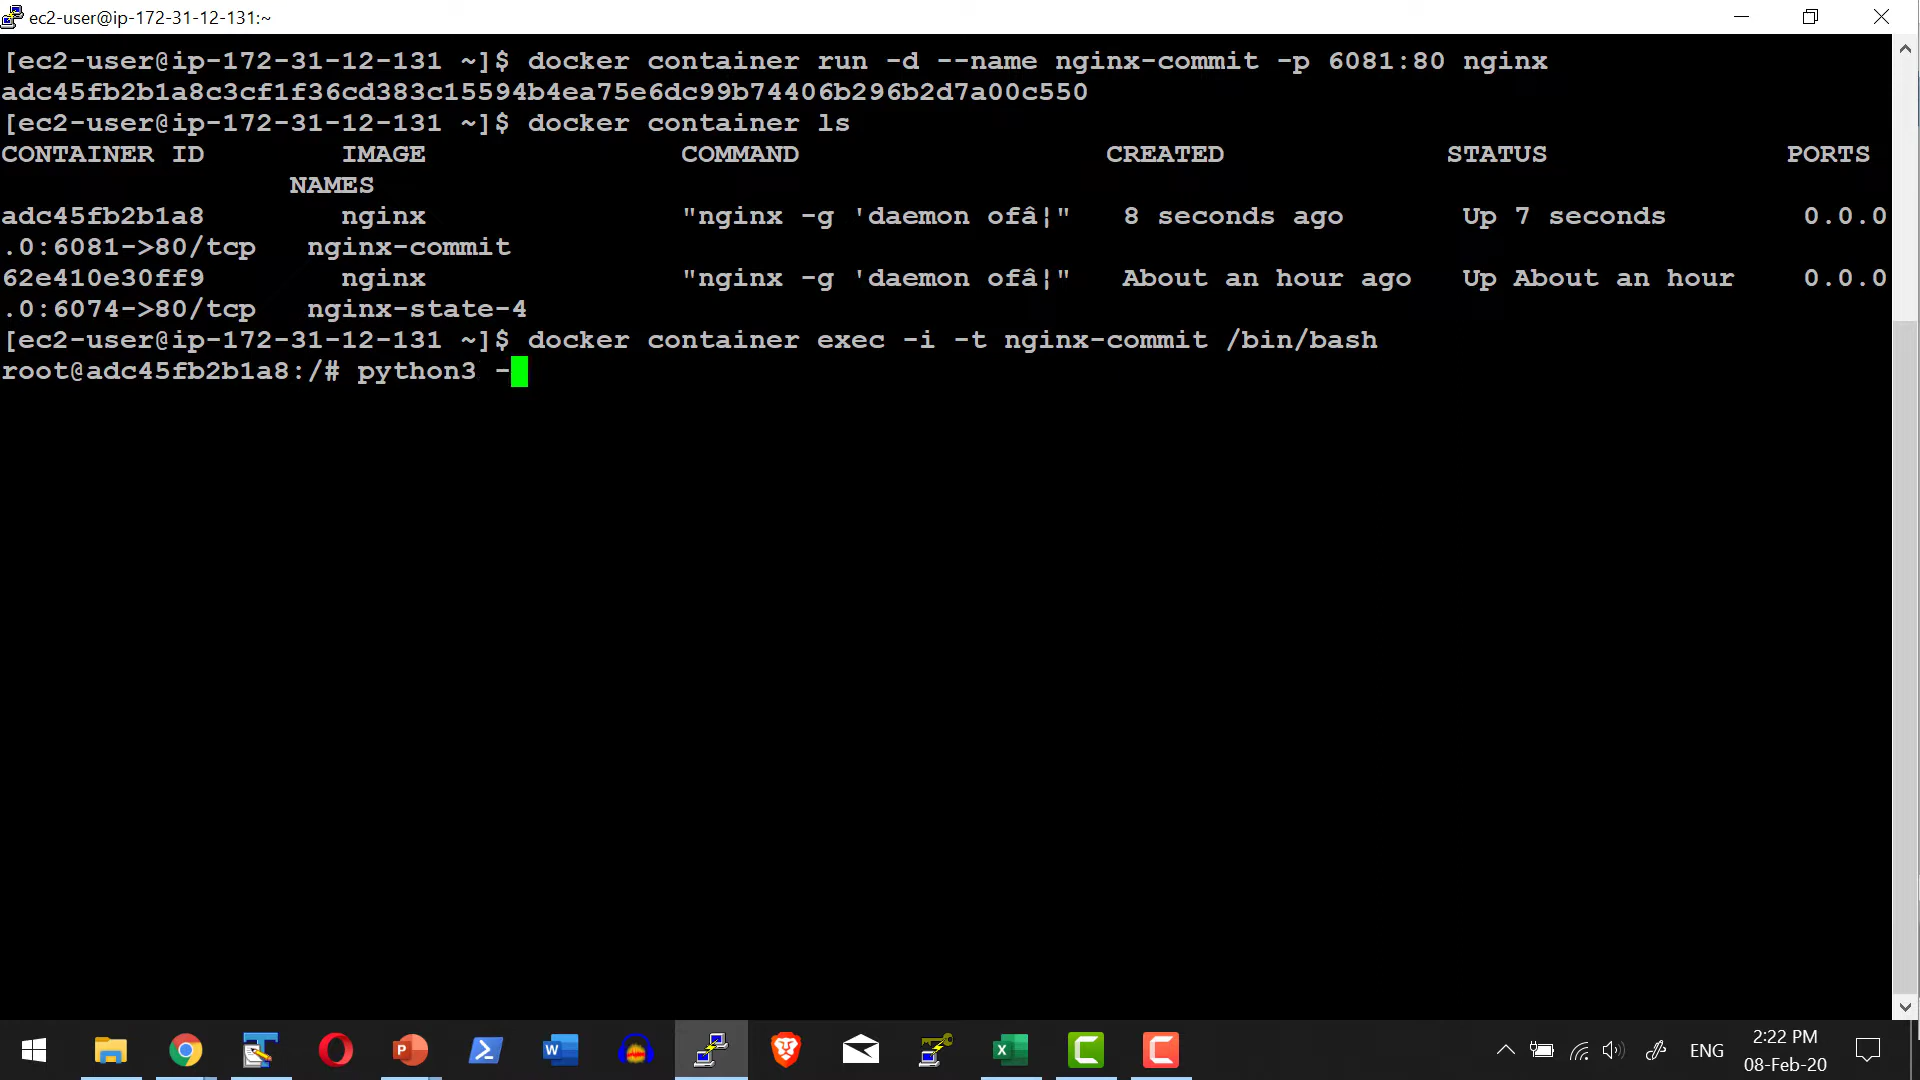 ec2-user@ip-172-31-12-131:~
[ec2-user@ip-172-31-12-131 ~]$ docker container run -d --name nginx-commit -p 6081:80 nginx
adc45fb2b1a8c3cf1f36cd383c15594b4ea75e6dc99b74406b296b2d7a00c550
[ec2-user@ip-172-31-12-131 ~]$ docker container ls
CONTAINER ID        IMAGE               COMMAND                  CREATED             STATUS              PORTS
                 NAMES
adc45fb2b1a8        nginx               "nginx -g 'daemon ofâ¦"   8 seconds ago       Up 7 seconds        0.0.0
.0:6081->80/tcp   nginx-commit
62e410e30ff9        nginx               "nginx -g 'daemon ofâ¦"   About an hour ago   Up About an hour    0.0.0
.0:6074->80/tcp   nginx-state-4
[ec2-user@ip-172-31-12-131 ~]$ docker container exec -i -t nginx-commit /bin/bash
root@adc45fb2b1a8:/# python3 -
ENG
2:22 PM
08-Feb-20